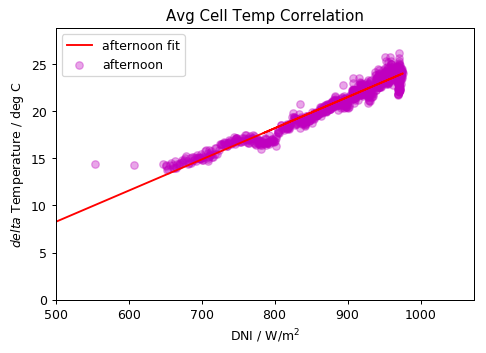 Avg Cell Temp Correlation
afternoon fit
afternoon
delta Temperature / deg C
25
20
15
10
5
0
500 600 700 800 900 1000
DNI / W/m²